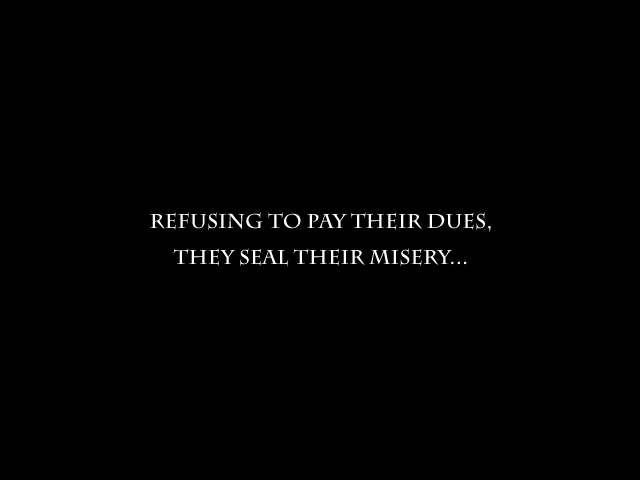 REFUSING TO PAY THEIR DUES,
THEY SEAL THEIR MISERY...